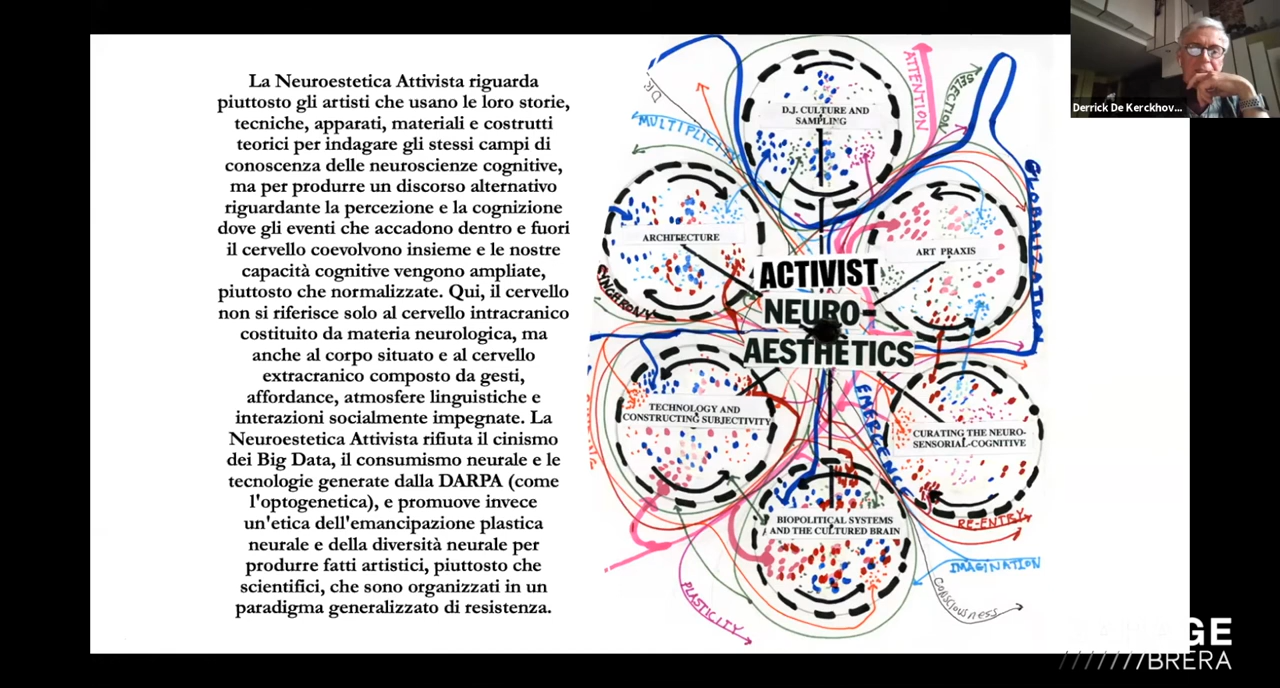 La Neuroestetica Attivista riguarda
piuttosto gli artisti che usano le loro storie,
tecniche, apparati, materiali e costrutti
teorici per indagare gli stessi campi di
conoscenza delle neuroscienze cognitive,
ma per produrre un discorso alternativo
riguardante la percezione e la cognizione
dove gli eventi che accadono dentro e fuori
il cervello coevolvono insieme e le nostre
capacità cognitive vengono ampliate,
piuttosto che normalizzate. Qui, il cervello
non si riferisce solo al cervello intracranico
costituito da materia neurologica, ma
anche al corpo situato e al cervello
extracranico composto da gesti,
affordance, atmosfere linguistiche e
interazioni socialmente impegnate. La
Neuroestetica Attivista rifiuta il cinismo
dei Big Data, il consumismo neurale e le
tecnologie generate dalla DARPA (come
l'optogenetica), e promuove invece
un'etica dell'emancipazione plastica
neurale e della diversità neurale per
produrre fatti artistici, piuttosto che
scientifici, che sono organizzati in un
paradigma generalizzato di resistenza.
D.J. CULTURE AND
SAMPLING
ATTENTION
SELECTION
MULTIPLICITY
ARCHITECTURE
ART PRAXIS
GLOBALIZATION
SYNCHRONY
ACTIVIST
NEURO-
AESTHETICS
TECHNOLOGY AND
CONSTRUCTING SUBJECTIVITY
EMERGENCE
CURATING THE NEURO-
SENSORIAL-COGNITIVE
BIOPOLITICAL SYSTEMS
AND THE CULTURED BRAIN
RE-ENTRY
IMAGINATION
CONSCIOUSNESS
PLASTICITY
Derrick De Kerckhov...
BRERA